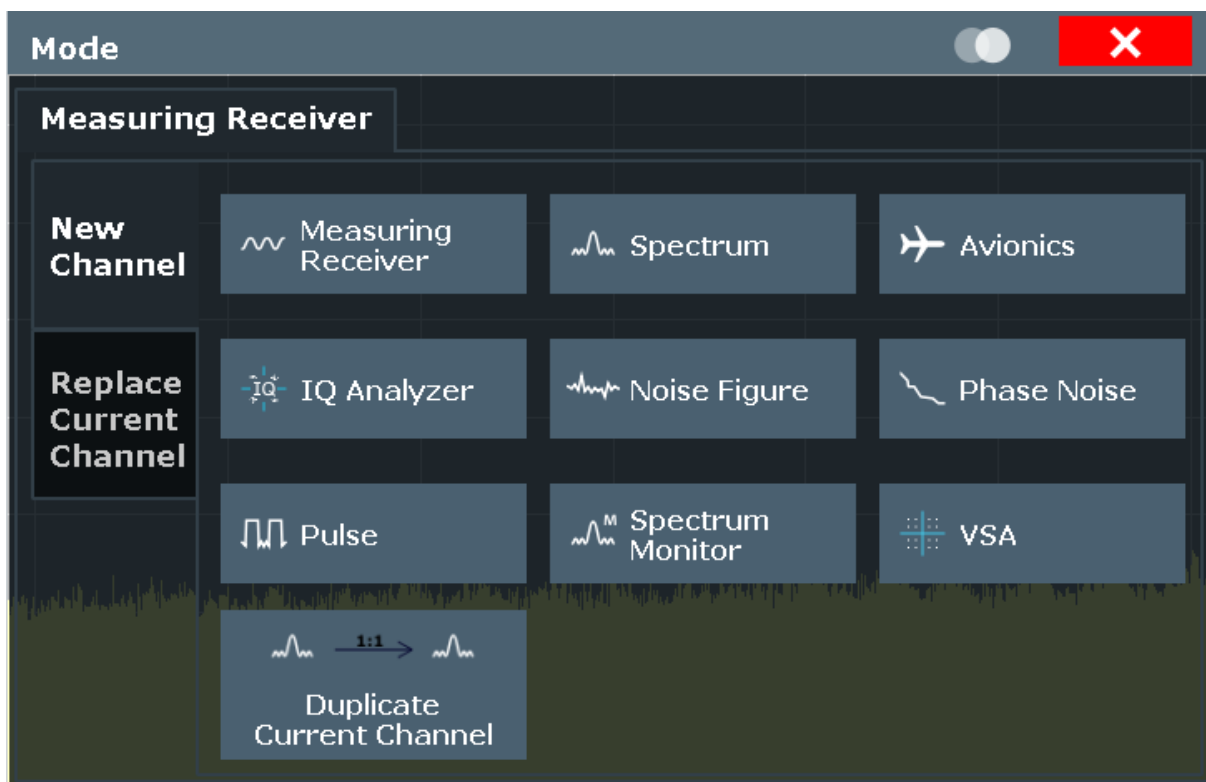 Mode
Measuring Receiver
New
Channel
Replace
Current
Channel
Measuring
Receiver
Spectrum
Avionics
IQ
IQ Analyzer
Noise Figure
Phase Noise
Pulse
M
Spectrum
Monitor
VSA
1:1
Duplicate
Current Channel